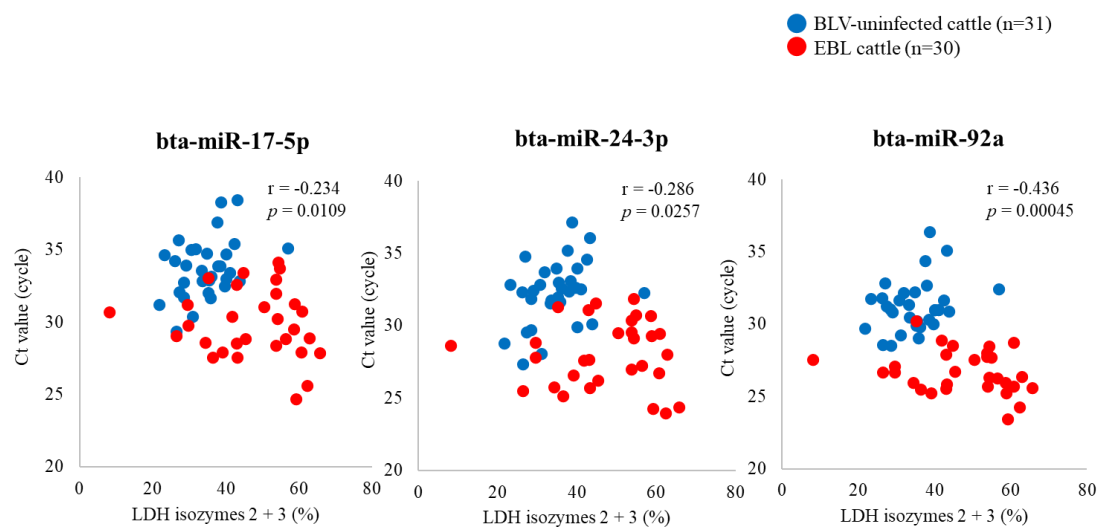 BLV-uninfected cattle (n=31)
EBL cattle (n=30)
bta-miR-17-5p
r = -0.234
p = 0.0109
Ct value (cycle)
40
35
30
25
20
0 20 40 60 80
LDH isozymes 2 + 3 (%)
bta-miR-24-3p
r = -0.286
p = 0.0257
Ct value (cycle)
40
35
30
25
20
0 20 40 60 80
LDH isozymes 2 + 3 (%)
bta-miR-92a
r = -0.436
p = 0.00045
Ct value (cycle)
40
35
30
25
20
0 20 40 60 80
LDH isozymes 2 + 3 (%)